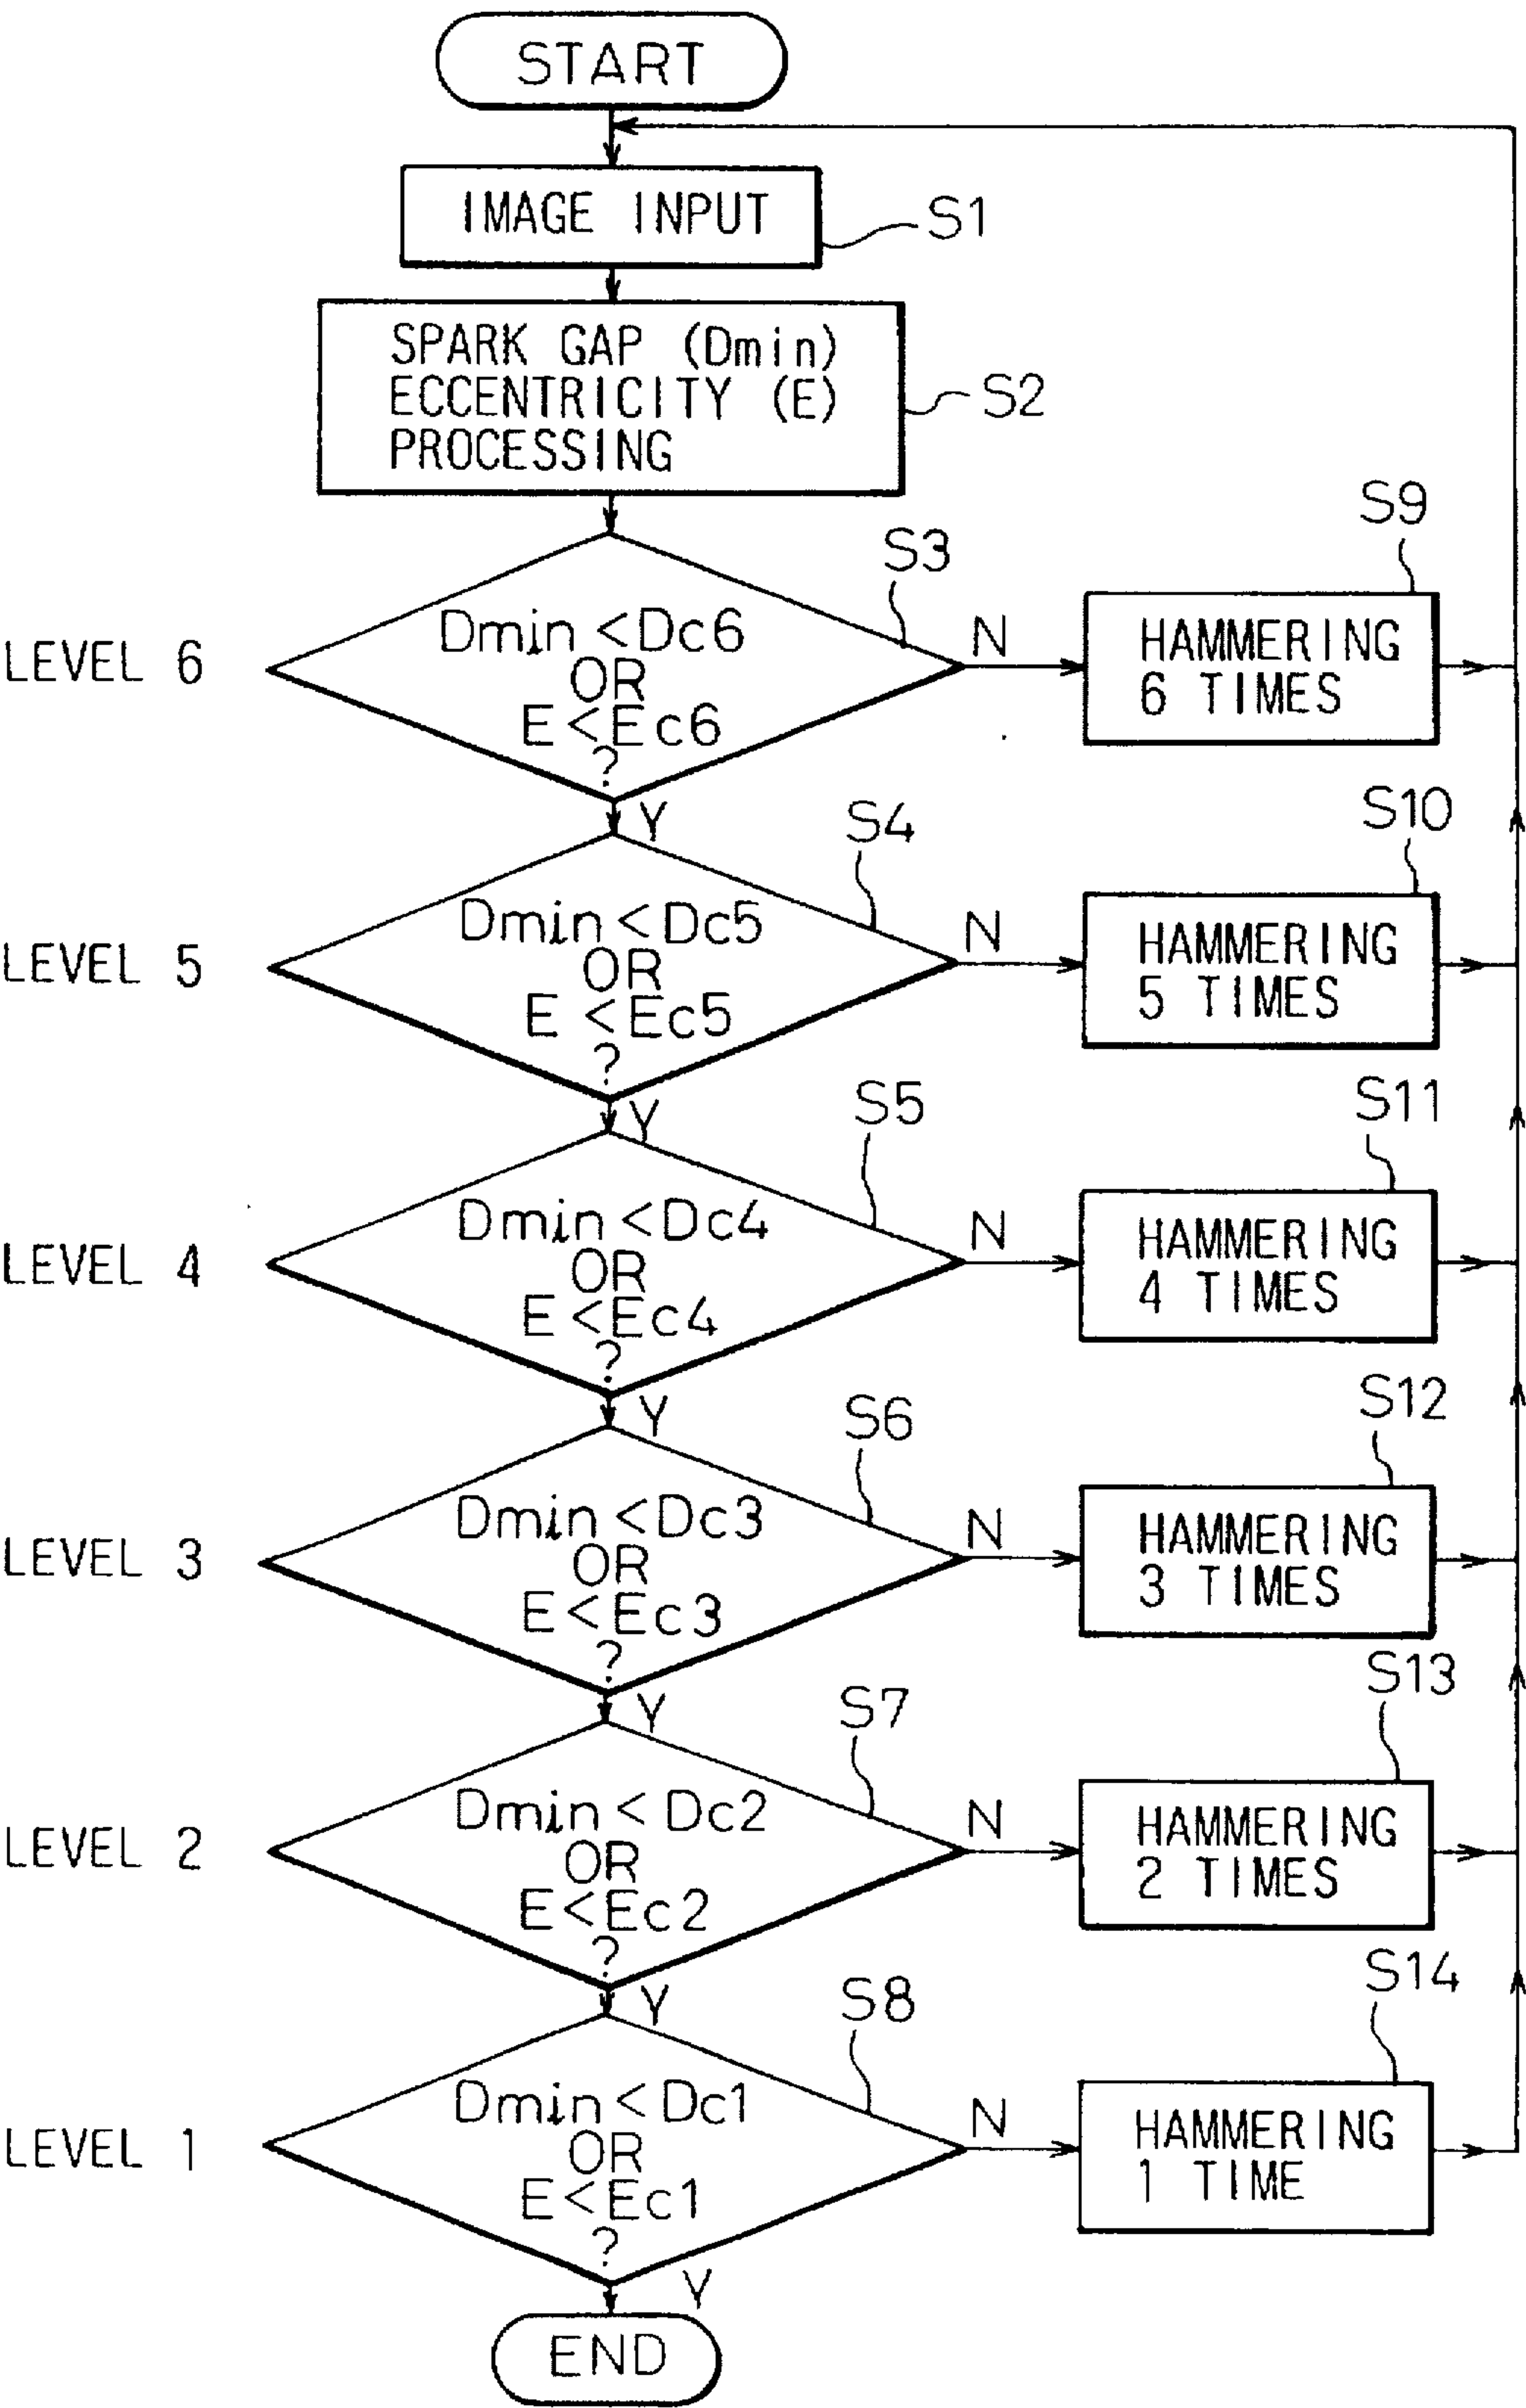 START
IMAGE INPUT
S1
SPARK GAP (Dmin)
ECCENTRICITY (E)
PROCESSING
S2
LEVEL 6
Dmin <Dc6
OR
E <Ec6
?
S3
N
Y
HAMMERING
6 TIMES
S9
LEVEL 5
Dmin <Dc5
OR
E <Ec5
?
S4
N
Y
HAMMERING
5 TIMES
S10
LEVEL 4
Dmin <Dc4
OR
E <Ec4
?
S5
N
Y
HAMMERING
4 TIMES
S11
LEVEL 3
Dmin <Dc3
OR
E <Ec3
?
S6
N
Y
HAMMERING
3 TIMES
S12
LEVEL 2
Dmin < Dc2
OR
E <Ec2
?
S7
N
Y
HAMMERING
2 TIMES
S13
LEVEL 1
Dmin <Dc1
OR
E <Ec1
?
S8
N
Y
HAMMERING
1 TIME
S14
END